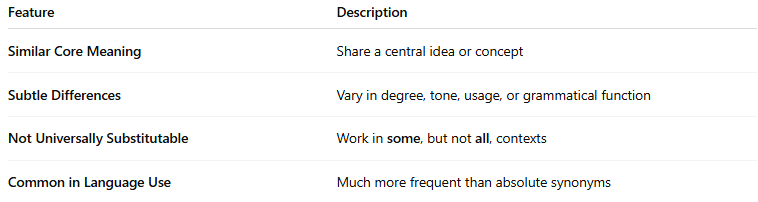 Feature Description
Similar Core Meaning Share a central idea or concept
Subtle Differences Vary in degree, tone, usage, or grammatical function
Not Universally Substitutable Work in some, but not all, contexts
Common in Language Use Much more frequent than absolute synonyms